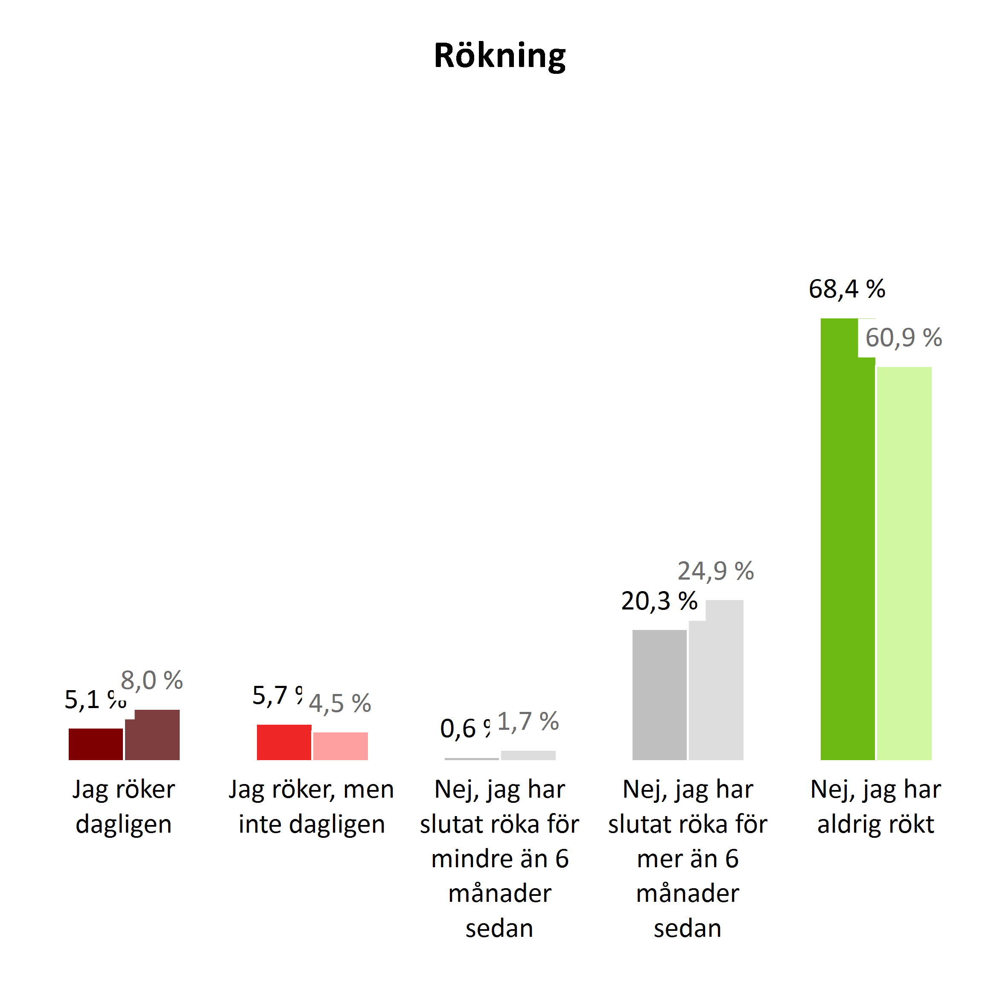 Rökning
68,4 %
60,9 %
24,9 %
20,3 %
8,0 %
5,1 %
5,7 %
4,5 %
0,6 %
1,7 %
Jag röker
dagligen
Jag röker, men
inte dagligen
Nej, jag har
slutat röka för
mindre än 6
månader
sedan
Nej, jag har
slutat röka för
mer än 6
månader
sedan
Nej, jag har
aldrig rökt